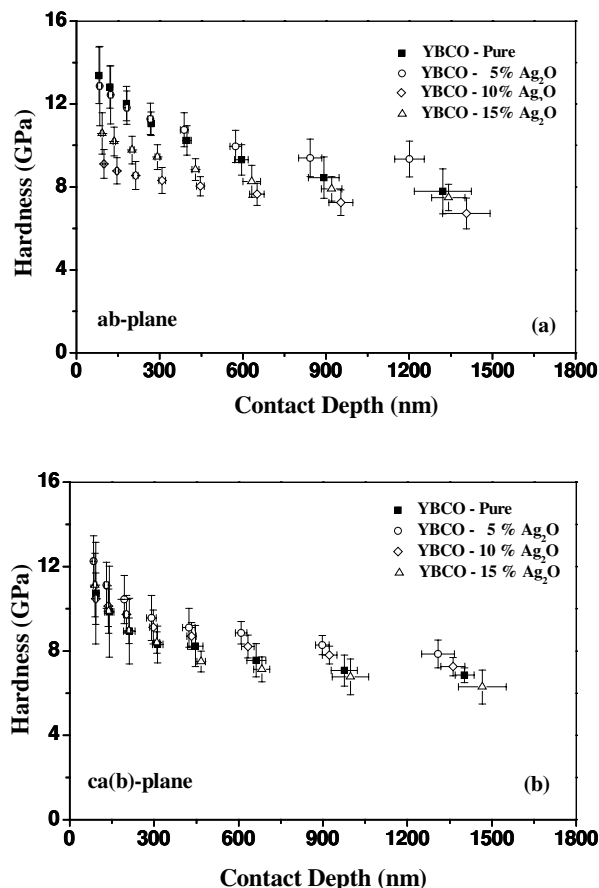 16
12
8
4
0
Hardness (GPa)
YBCO - Pure
YBCO - 5% Ag2O
YBCO - 10% Ag2O
YBCO - 15% Ag2O
ab-plane
(a)
0 300 600 900 1200 1500 1800
Contact Depth (nm)
16
12
8
4
0
Hardness (GPa)
YBCO - Pure
YBCO - 5 % Ag2O
YBCO - 10 % Ag2O
YBCO - 15 % Ag2O
ca(b)-plane
(b)
0 300 600 900 1200 1500 1800
Contact Depth (nm)